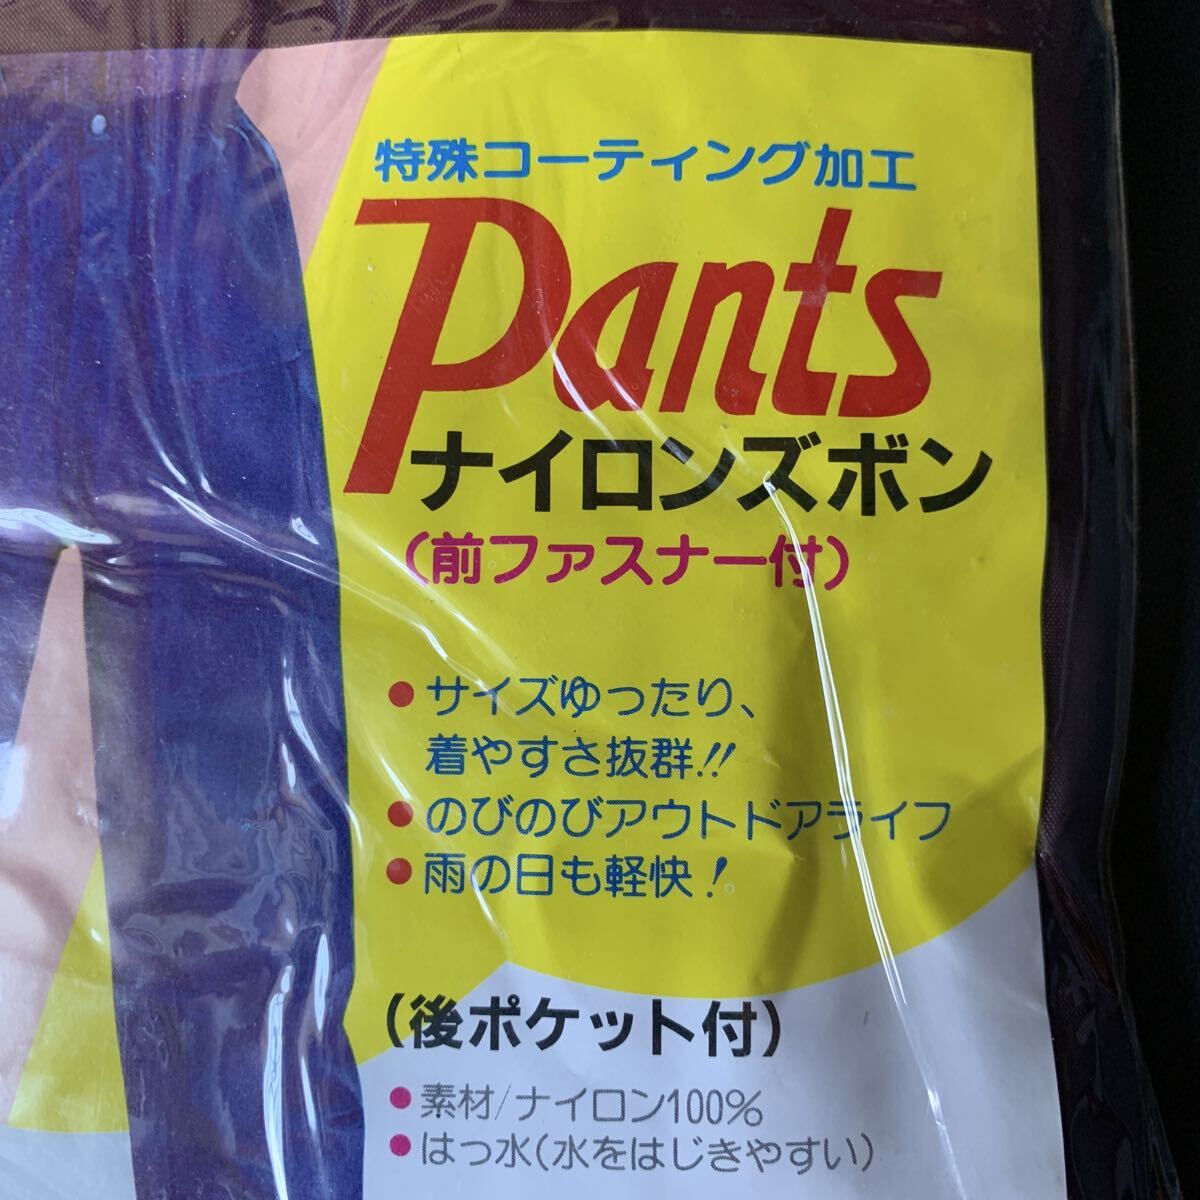 特殊コーティング加工
Pants
ナイロンズボン
(前ファスナー付)
●サイズゆったり、
着やすさ抜群!!
●のびのびアウトドアライフ
●雨の日も軽快!
(後ポケット付)
●素材/ナイロン100%
●はっ水(水をはじきやすい)